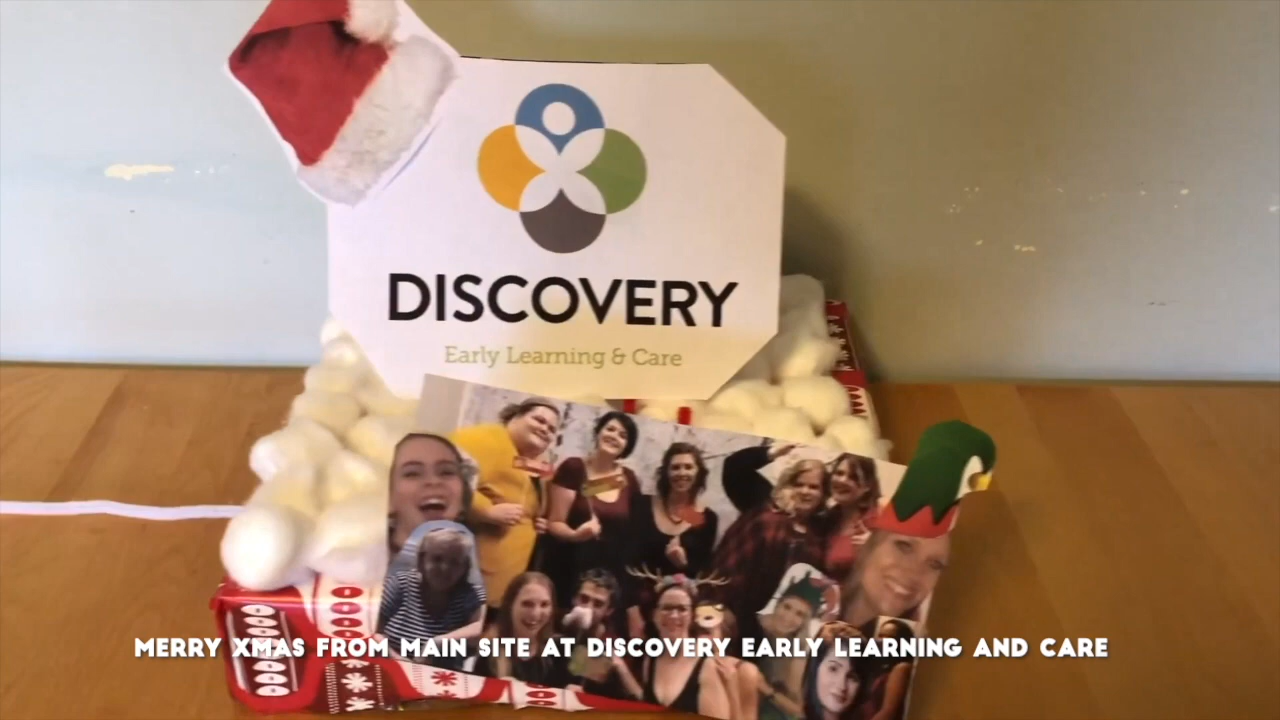 DISCOVERY
Early Learning & Care
MERRY XMAS FROM MAIN SITE AT DISCOVERY EARLY LEARNING AND CARE